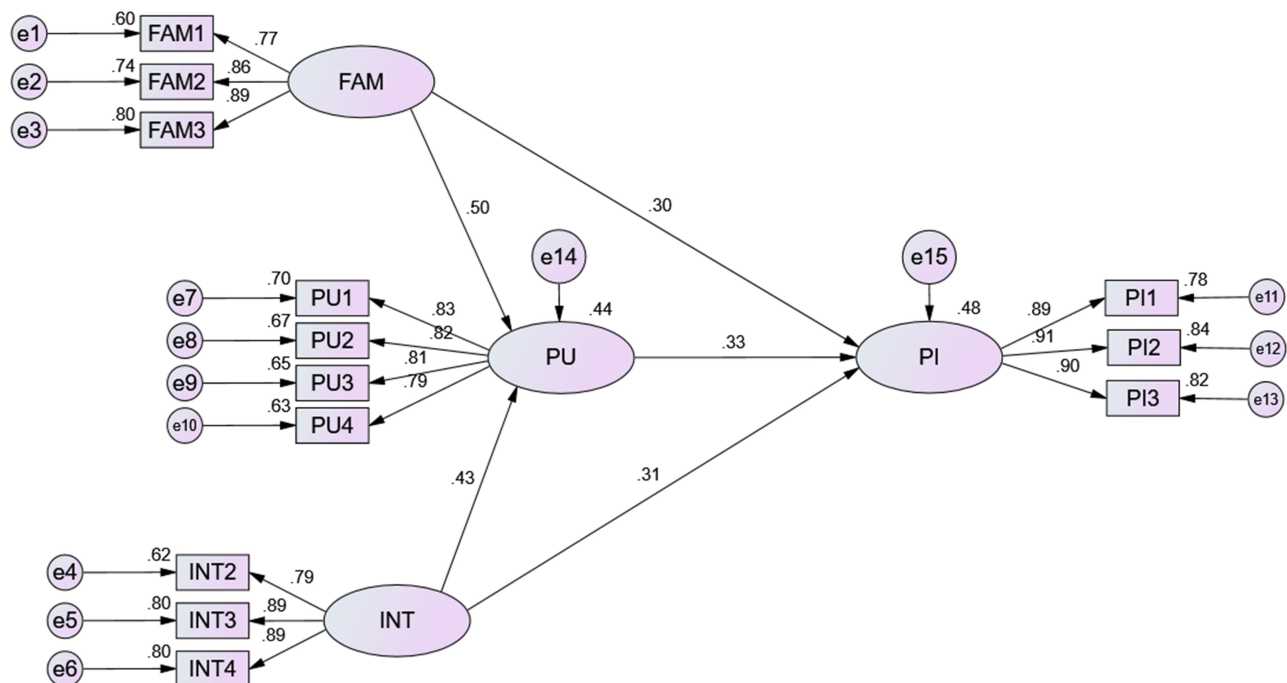 e1
.60
FAM1
.77
e2
.74
FAM2
.86
FAM
e3
.80
FAM3
.89
.50
.30
e14
e15
e7
.70
PU1
.83
e8
.67
PU2
.82
e9
.65
PU3
.81
e10
.63
PU4
.79
.44
PU
.33
.48
PI
.89
PI1
.78
e11
.91
PI2
.84
e12
.90
PI3
.82
e13
.43
.31
e4
.62
INT2
.79
e5
.80
INT3
.89
INT
e6
.80
INT4
.89